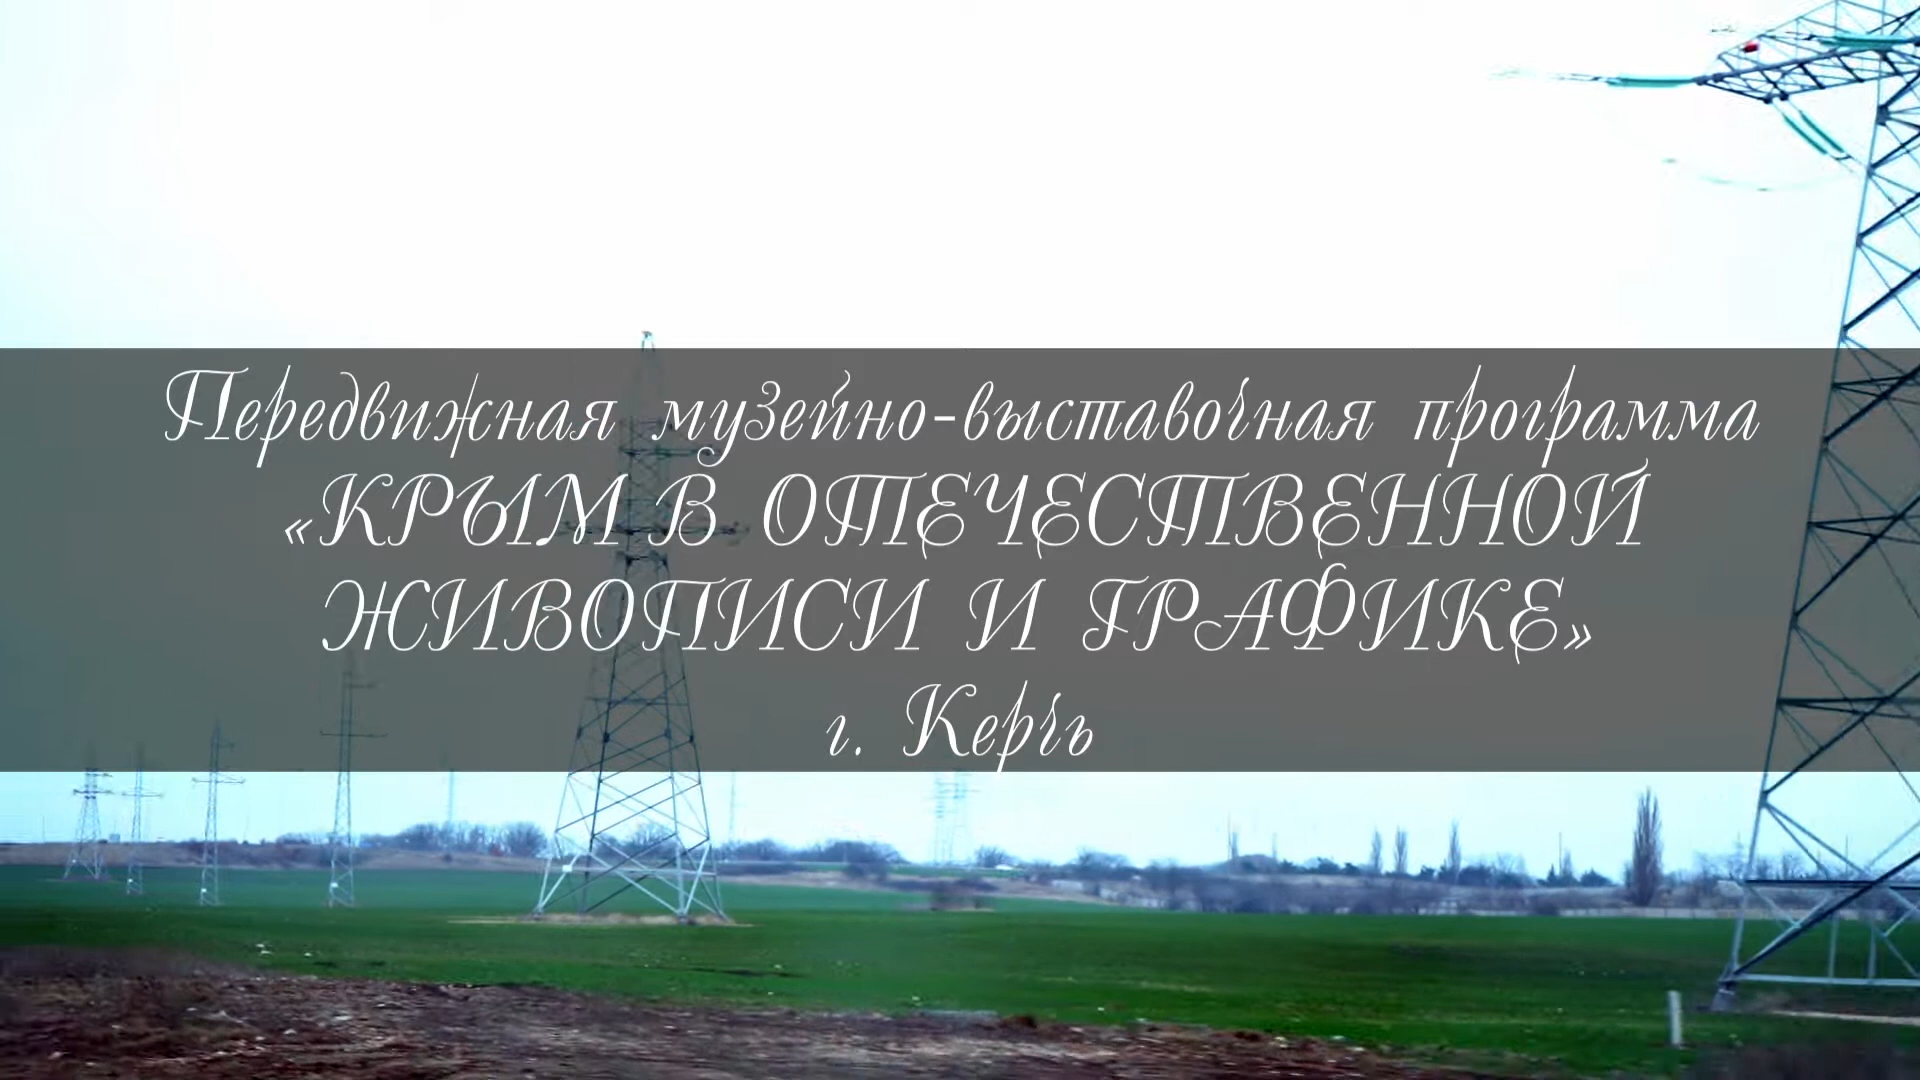 Передвижная музейно-выставочная программа
«КРЫМ В ОТЕЧЕСТВЕННОЙ
ЖИВОПИСИ И ГРАФИКЕ»
г. Керчь